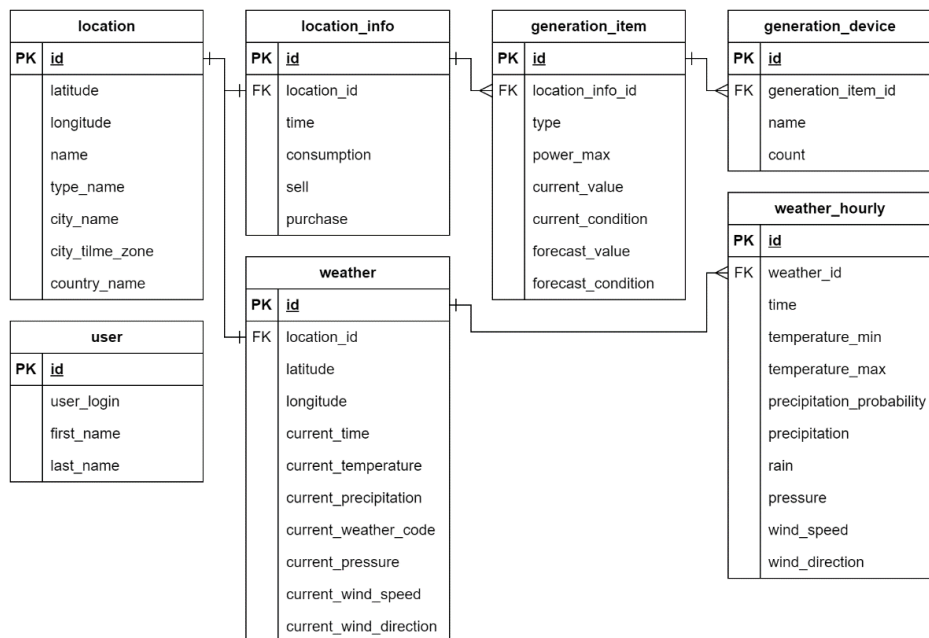 location
PK id
latitude
longitude
name
type_name
city_name
city_tilme_zone
country_name
location_info
PK id
FK location_id
time
consumption
sell
purchase
generation_item
PK id
FK location_info_id
type
power_max
current_value
current_condition
forecast_value
forecast_condition
generation_device
PK id
FK generation_item_id
name
count
user
PK id
user_login
first_name
last_name
weather
PK id
FK location_id
latitude
longitude
current_time
current_temperature
current_precipitation
current_weather_code
current_pressure
current_wind_speed
current_wind_direction
weather_hourly
PK id
FK weather_id
time
temperature_min
temperature_max
precipitation_probability
precipitation
rain
pressure
wind_speed
wind_direction